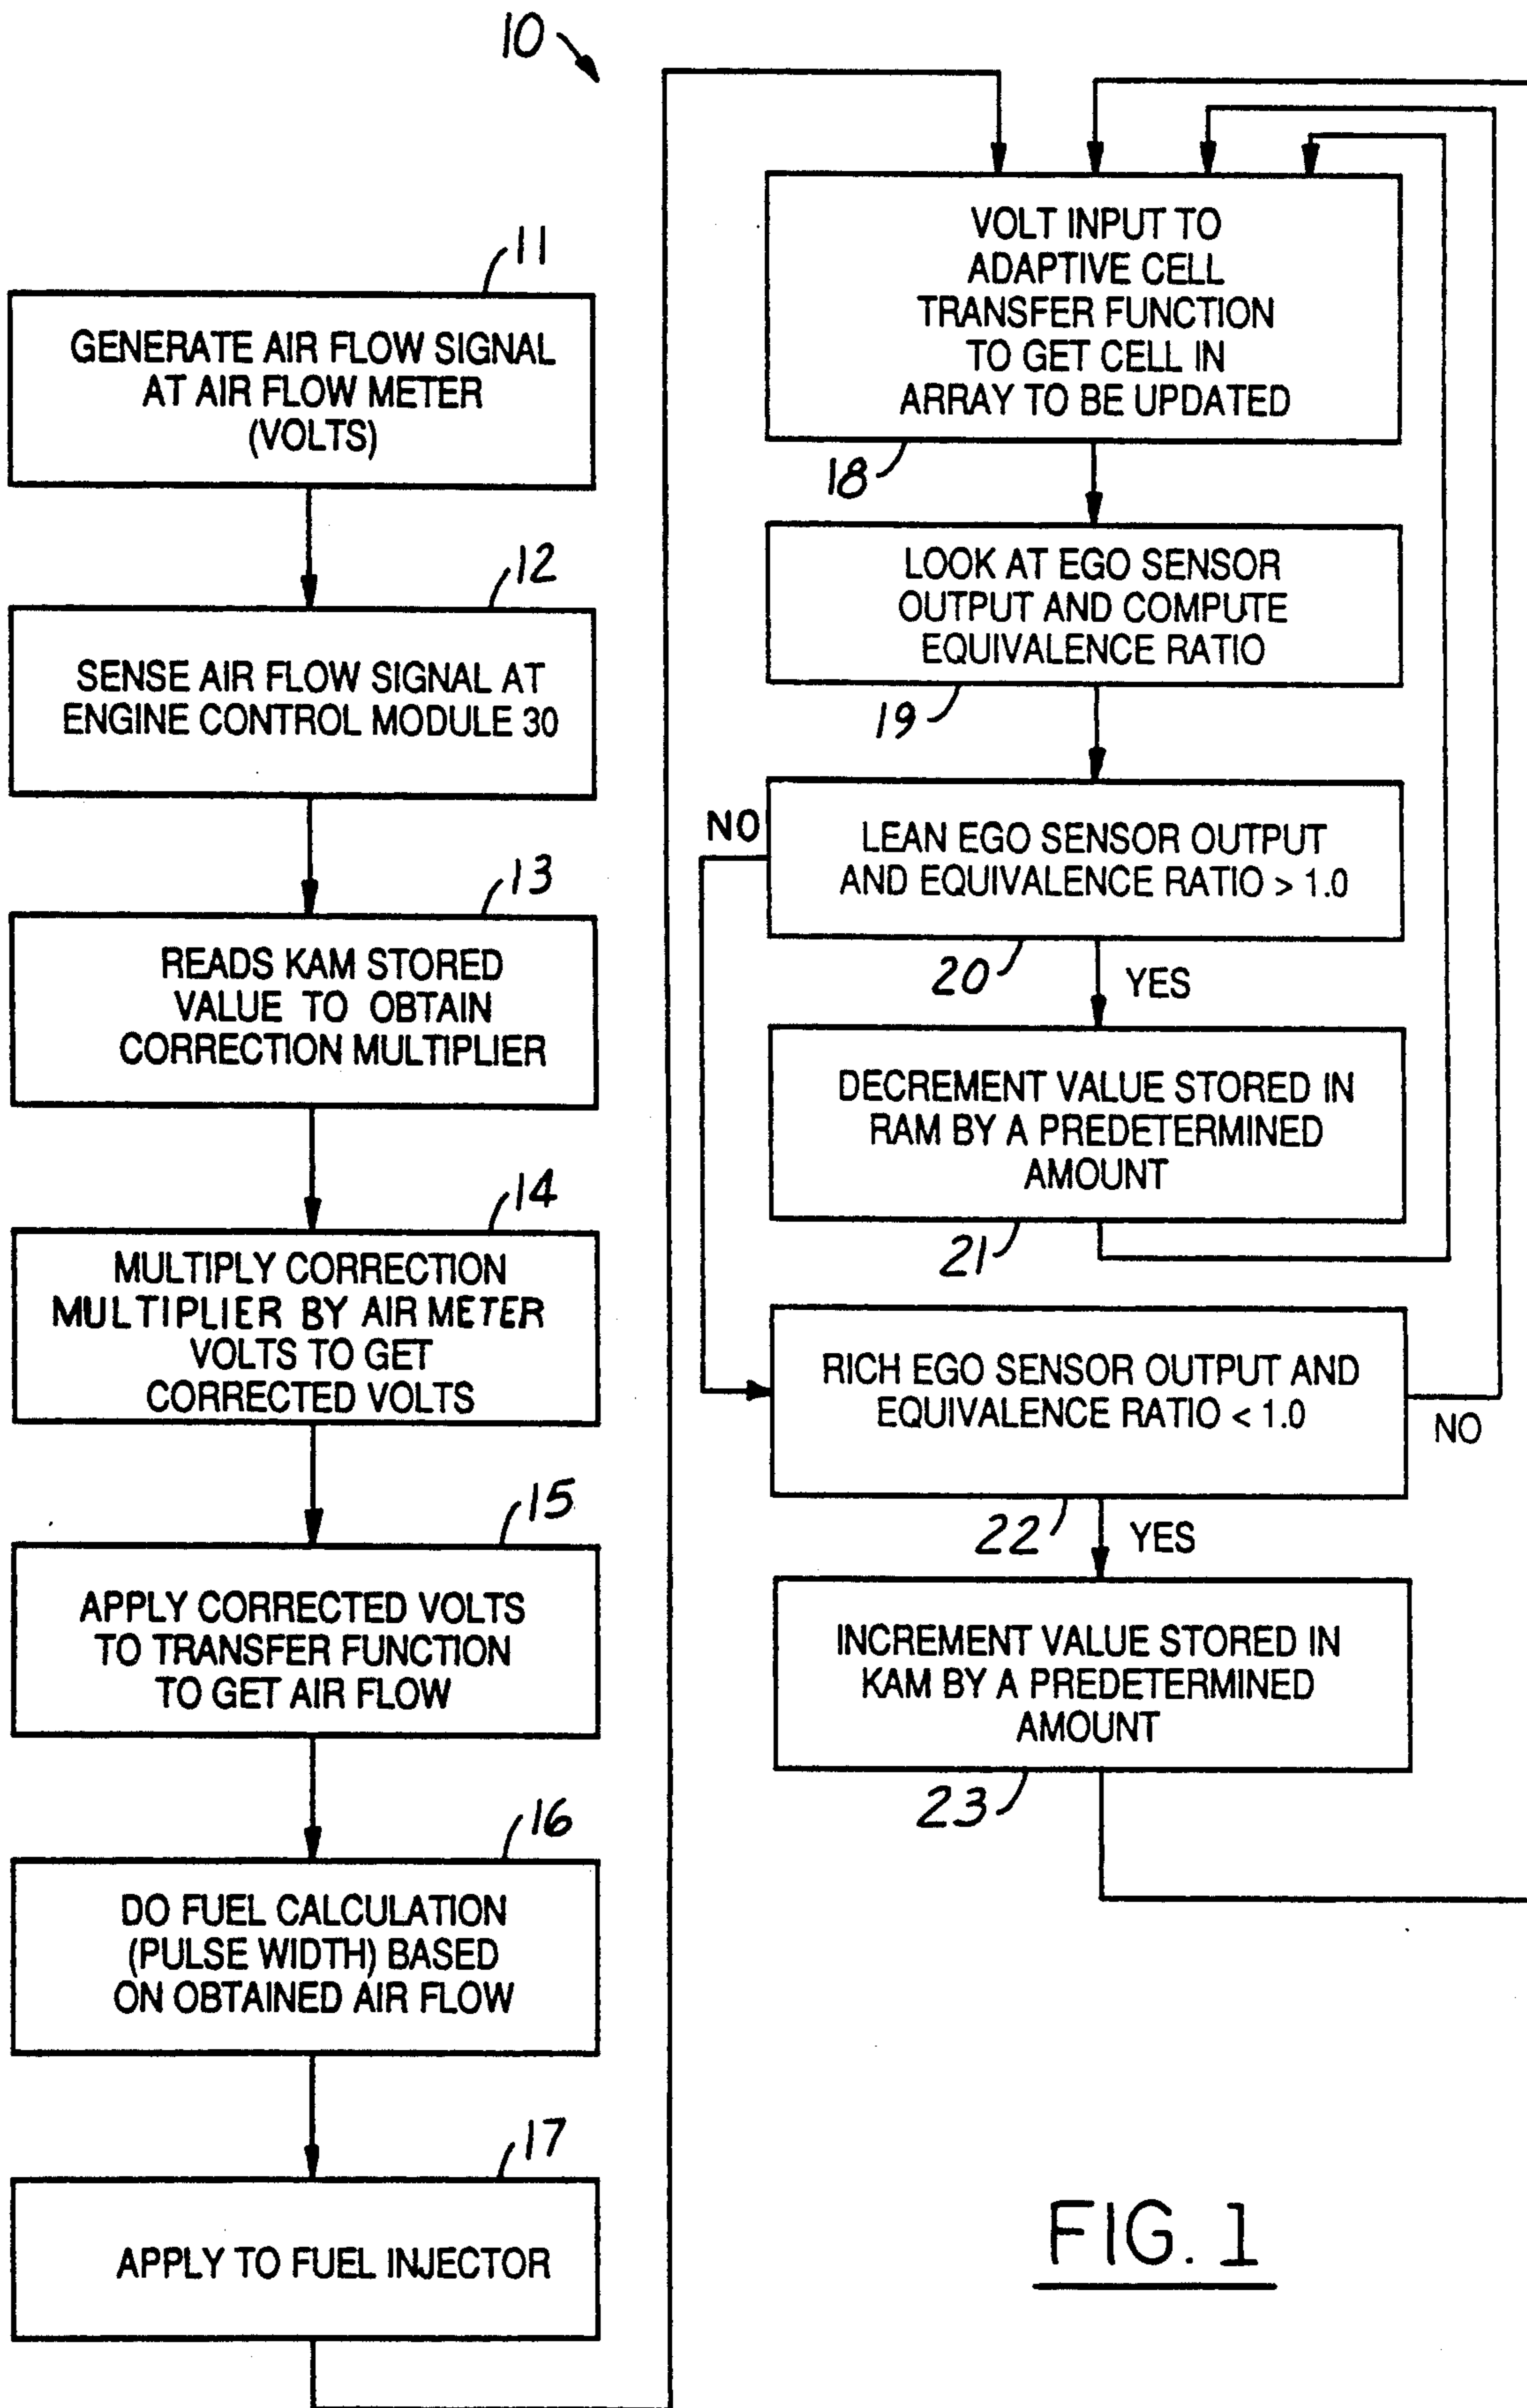 10
11
GENERATE AIR FLOW SIGNAL
AT AIR FLOW METER
(VOLTS)
12
SENSE AIR FLOW SIGNAL AT
ENGINE CONTROL MODULE 30
13
READS KAM STORED
VALUE TO OBTAIN
CORRECTION MULTIPLIER
14
MULTIPLY CORRECTION
MULTIPLIER BY AIR METER
VOLTS TO GET
CORRECTED VOLTS
15
APPLY CORRECTED VOLTS
TO TRANSFER FUNCTION
TO GET AIR FLOW
16
DO FUEL CALCULATION
(PULSE WIDTH) BASED
ON OBTAINED AIR FLOW
17
APPLY TO FUEL INJECTOR
VOLT INPUT TO
ADAPTIVE CELL
TRANSFER FUNCTION
TO GET CELL IN
ARRAY TO BE UPDATED
18
LOOK AT EGO SENSOR
OUTPUT AND COMPUTE
EQUIVALENCE RATIO
19
NO
LEAN EGO SENSOR OUTPUT
AND EQUIVALENCE RATIO > 1.0
20
YES
DECREMENT VALUE STORED IN
RAM BY A PREDETERMINED
AMOUNT
21
RICH EGO SENSOR OUTPUT AND
EQUIVALENCE RATIO < 1.0
NO
22
YES
INCREMENT VALUE STORED IN
KAM BY A PREDETERMINED
AMOUNT
23
FIG. 1